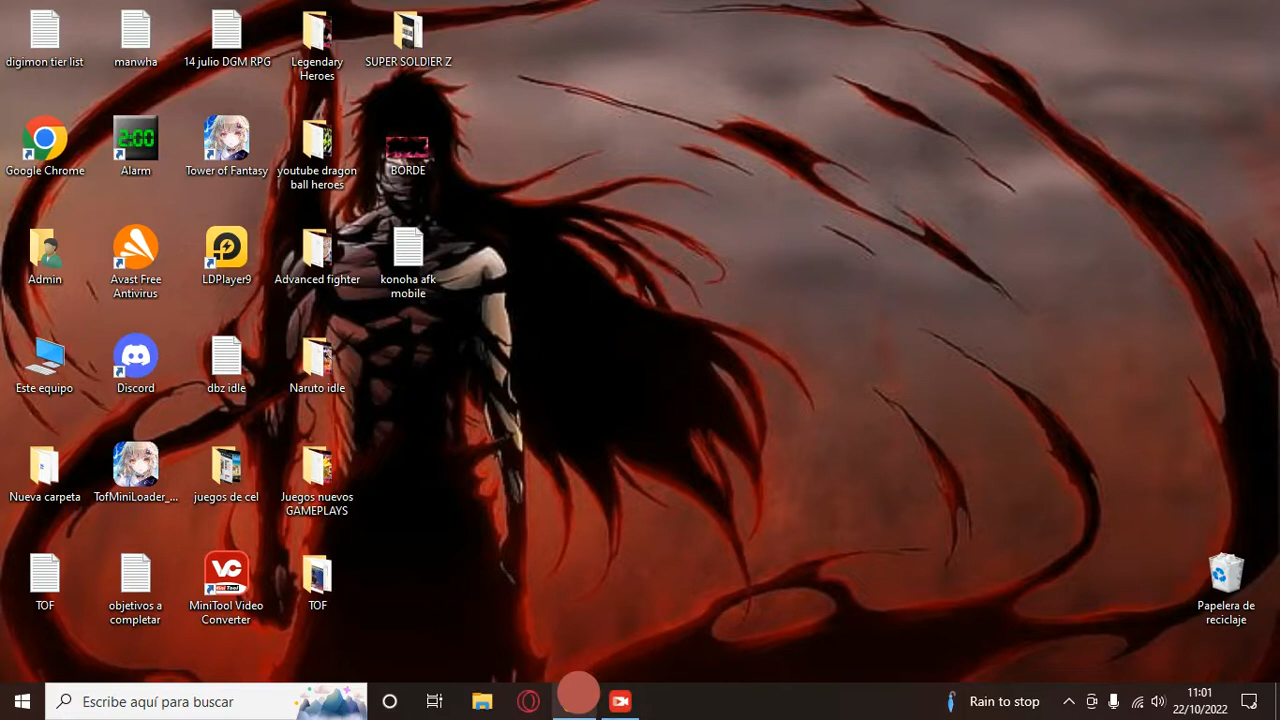 digimon tier list
manwha
14 julio DGM RPG
Legendary
Heroes
SUPER SOLDIER Z
Google Chrome
2:00
Alarm
Tower of Fantasy
youtube dragon
ball heroes
BORDE
Admin
Avast Free
Antivirus
LDPlayer9
Advanced fighter
konoha afk
mobile
Este equipo
Discord
dbz idle
Naruto idle
Nueva carpeta
TofMiniLoader_...
juegos de cel
Juegos nuevos
GAMEPLAYS
TOF
objetivos a
completar
VC
Mini Tool
MiniTool Video
Converter
TOF
Papelera de
reciclaje
Escribe aquí para buscar
Rain to stop
11:01
22/10/2022